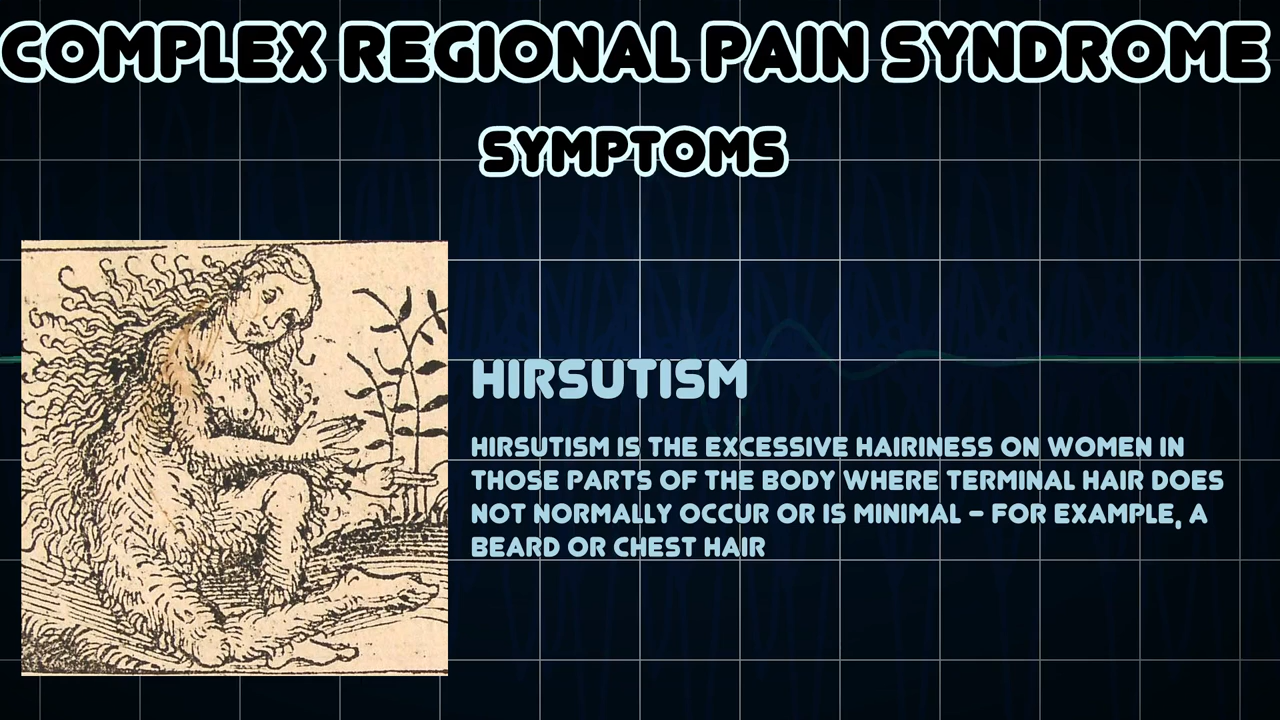 COMPLEX REGIONAL PAIN SYNDROME
SYMPTOMS
HIRSUTISM
HIRSUTISM IS THE EXCESSIVE HAIRINESS ON WOMEN IN
THOSE PARTS OF THE BODY WHERE TERMINAL HAIR DOES
NOT NORMALLY OCCUR OR IS MINIMAL – FOR EXAMPLE, A
BEARD OR CHEST HAIR